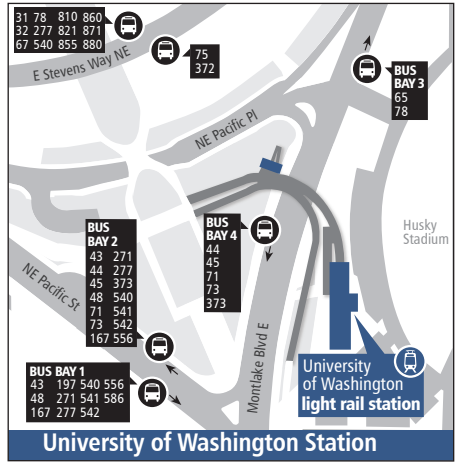 31 78 810 860
32 277 821 871
67 540 855 880
E Stevens Way NE
75
372
BUS
BAY 3
65
78
NE Pacific Pl
BUS
BAY 2
43 271
44 277
45 373
48 540
71 541
73 542
167 556
BUS
BAY 4
44
45
71
73
373
Husky
Stadium
NE Pacific St
BUS BAY 1
43 197 540 556
48 271 541 586
167 277 542
Montlake Blvd E
University
of Washington
light rail station
University of Washington Station